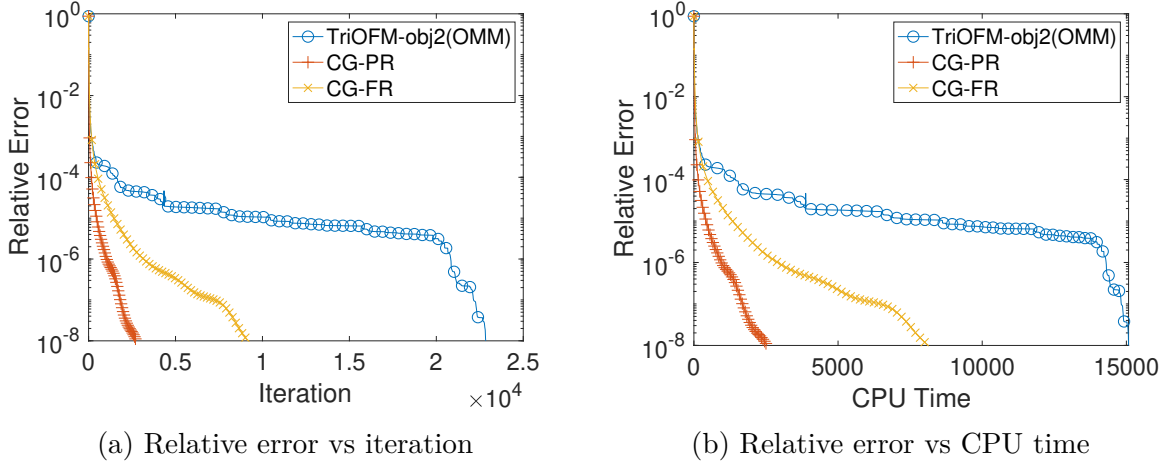 10^0
10^-2
10^-4
10^-6
10^-8
Relative Error
TriOFM-obj2(OMM)
CG-PR
CG-FR
0 0.5 1 1.5 2 2.5
Iteration
×10^4
(a) Relative error vs iteration
10^0
10^-2
10^-4
10^-6
10^-8
Relative Error
TriOFM-obj2(OMM)
CG-PR
CG-FR
0 5000 10000 15000
CPU Time
(b) Relative error vs CPU time